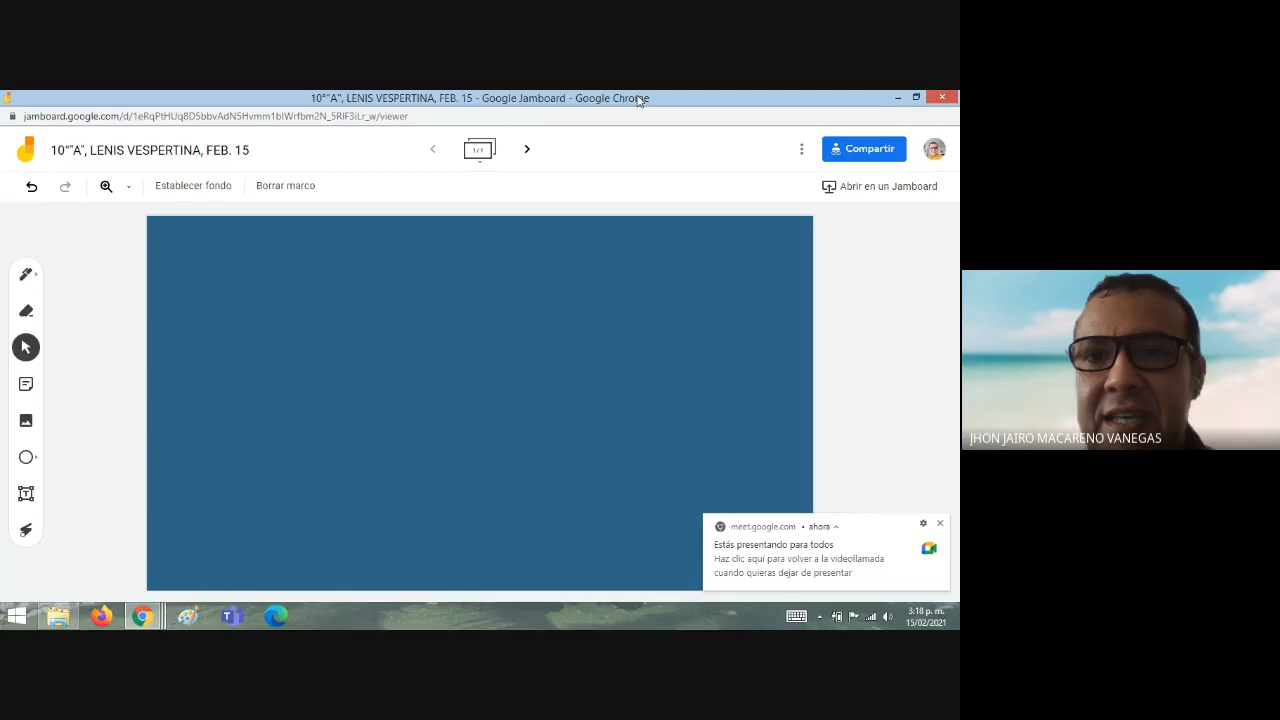 10°"A", LENIS VESPERTINA, FEB. 15 - Google Jamboard - Google Chrome
jamboard.google.com/d/1eRqPtHUq8D5bbvAdN5Hvmm1bIWrfbm2N_5RlF3iLr_w/viewer
10°"A", LENIS VESPERTINA, FEB. 15
1/1
Compartir
Establecer fondo
Borrar marco
Abrir en un Jamboard
JHON JAIRO MACARENO VANEGAS
meet.google.com • ahora
Estás presentando para todos
Haz clic aquí para volver a la videollamada
cuando quieras dejar de presentar
3:18 p. m.
15/02/2021